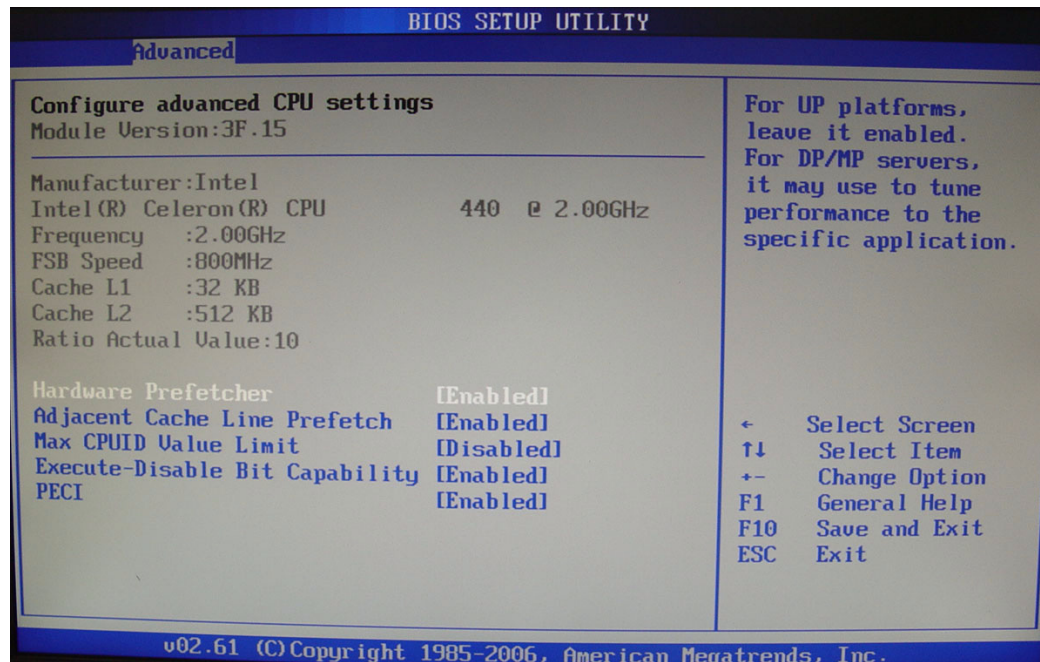 BIOS SETUP UTILITY
Advanced
Configure advanced CPU settings
Module Version:3F.15
Manufacturer:Intel
Intel(R) Celeron(R) CPU 440 @ 2.00GHz
Frequency :2.00GHz
FSB Speed :800MHz
Cache L1 :32 KB
Cache L2 :512 KB
Ratio Actual Value:10
Hardware Prefetcher [Enabled]
Adjacent Cache Line Prefetch [Enabled]
Max CPUID Value Limit [Disabled]
Execute-Disable Bit Capability [Enabled]
PECI [Enabled]
For UP platforms,
leave it enabled.
For DP/MP servers,
it may use to tune
performance to the
specific application.
← Select Screen
↑↓ Select Item
+- Change Option
F1 General Help
F10 Save and Exit
ESC Exit
v02.61 (C)Copyright 1985-2006, American Megatrends, Inc.